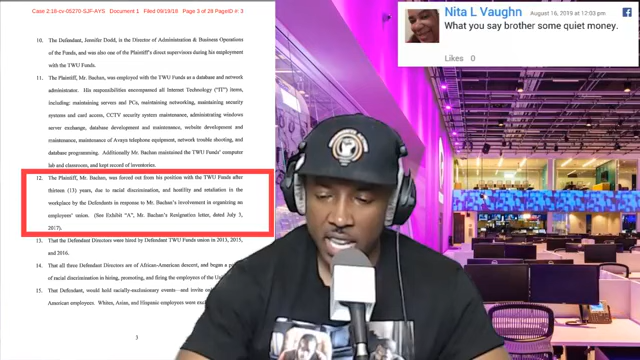 Case 2:18-cv-05270-SJF-AYS Document 1 Filed 09/19/18 Page 3 of 29 PageID #: 3
10. The Defendant, Jennifer Dodd, is the Director of Administration & Business Operations
of the Funds, and was also one of the Plaintiff's direct supervisors during his employment
with the TWU Funds.
11. The Plaintiff, Mr. Bachan, was employed with the TWU Funds as a database and network
administrator. His responsibilities encompassed all Internet Technology ("IT") items,
including: maintaining servers and PCs, maintaining networking, maintaining security
systems and card access, CCTV security system maintenance, administrating windows
server exchange, database development and maintenance, website development and
maintenance, maintenance of Avaya telephone equipment, network trouble shooting, and
database programming. Additionally Mr. Bachan maintained the TWU Funds' computer
lab and classroom, and kept record of inventories.
12. The Plaintiff, Mr. Bachan, was forced out from his position with the TWU Funds after
thirteen (13) years, due to racial discrimination, and hostility and retaliation in the
workplace by the Defendants in response to Mr. Bachan's involvement in organizing an
employees' union. (See Exhibit "A", Mr. Bachan's Resignation letter, dated July 3,
2017).
13. That the Defendant Directors were hired by Defendant TWU Funds union in 2013, 2015,
and 2016.
14. That all three Defendant Directors are of African-American descent, and began a
of racial discrimination in hiring, promoting, and firing the employees of the
15. That Defendant, would hold racially-exclusionary events—and invite
American employees: Whites, Asian, and Hispanic employees were
3
Nita L Vaughn August 16, 2019 at 12:03 pm
What you say brother some quiet money.
Likes 0